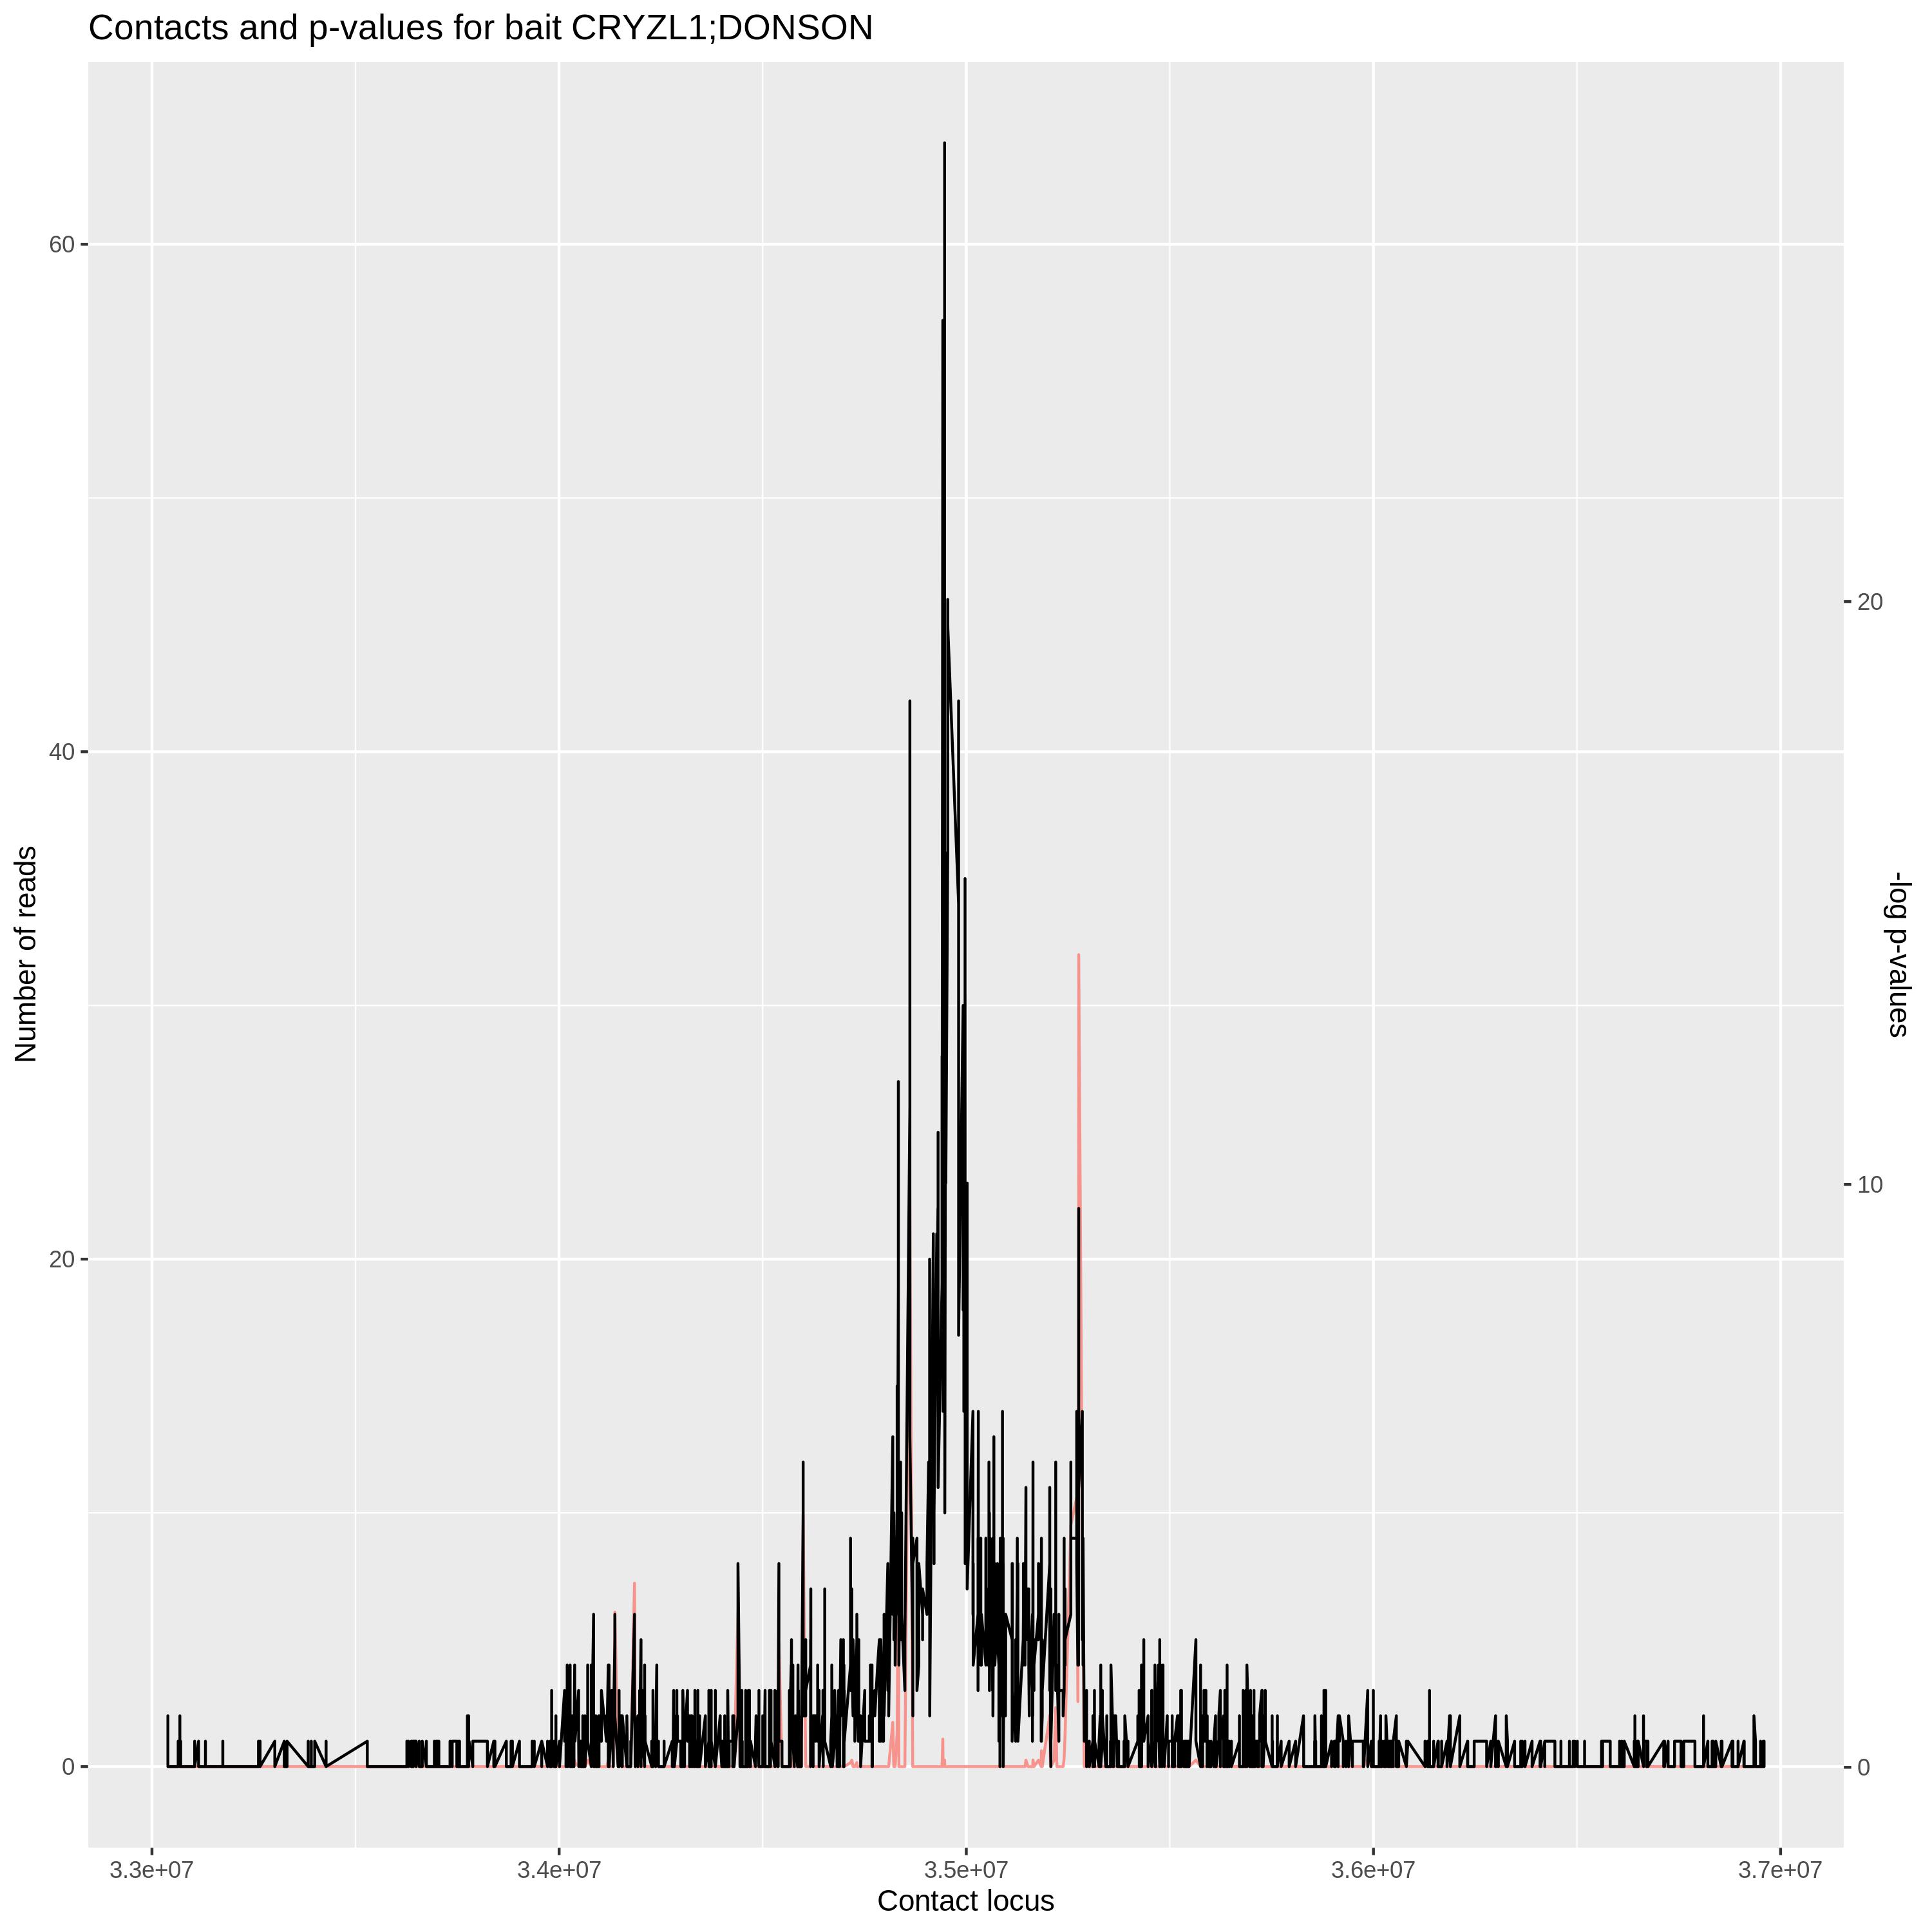 Contacts and p-values for bait CRYZL1;DONSON
60
40
20
0
Number of reads
20
10
0
-log p-values
3.3e+07
3.4e+07
3.5e+07
3.6e+07
3.7e+07
Contact locus